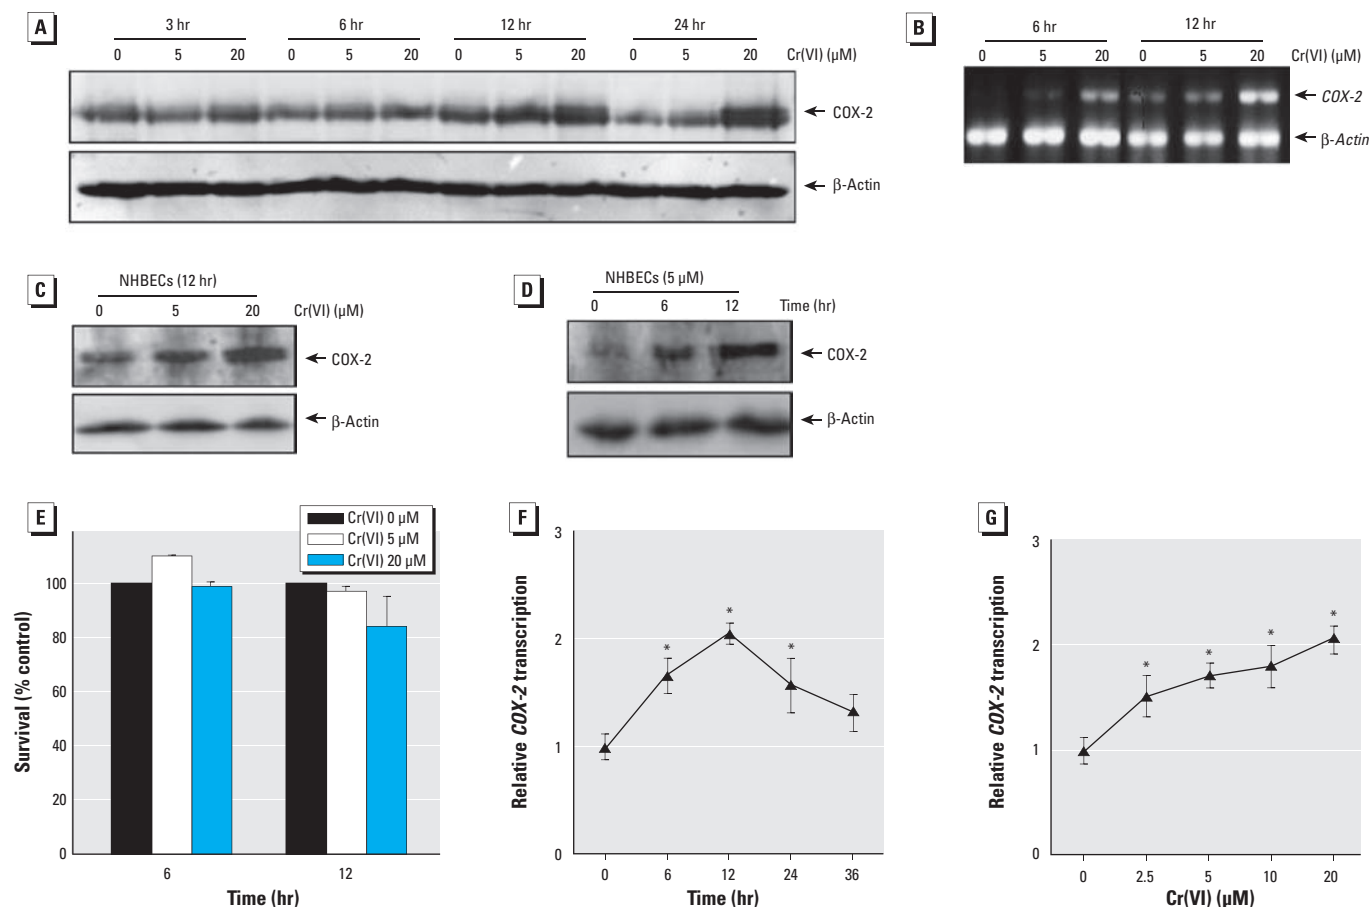 A
3 hr 6 hr 12 hr 24 hr
0 5 20 0 5 20 0 5 20 0 5 20 Cr(VI) (μM)
COX-2
β-Actin
B
6 hr 12 hr
0 5 20 0 5 20 Cr(VI) (μM)
COX-2
β-Actin
C
NHBECs (12 hr)
0 5 20 Cr(VI) (μM)
COX-2
β-Actin
D
NHBECs (5 μM)
0 6 12 Time (hr)
COX-2
β-Actin
E
Cr(VI) 0 μM
Cr(VI) 5 μM
Cr(VI) 20 μM
Survival (% control)
100
80
60
40
20
0
6 12
Time (hr)
F
Relative COX-2 transcription
3
2
1
0
* * *
0 6 12 24 36
Time (hr)
G
Relative COX-2 transcription
3
2
1
0
* * * *
0 2.5 5 10 20
Cr(VI) (μM)